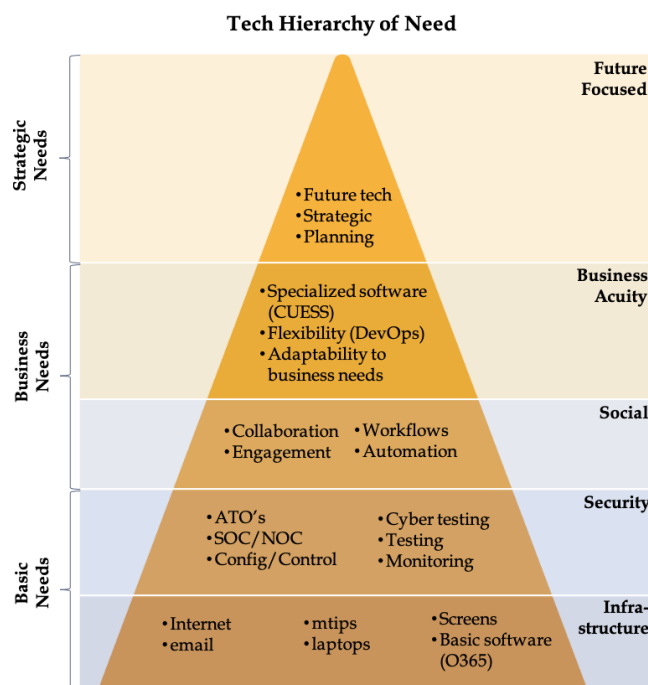 Tech Hierarchy of Need
Future
Focused
Strategic
Needs
• Future tech
• Strategic
• Planning
Business
Acuity
Business
Needs
• Specialized software
(CUESS)
• Flexibility (DevOps)
• Adaptability to
business needs
Social
• Collaboration
• Engagement
• Workflows
• Automation
Security
Basic
Needs
• ATO’s
• SOC/NOC
• Config/Control
• Cyber testing
• Testing
• Monitoring
Infra-
structure
• Internet
• email
• mtips
• laptops
• Screens
• Basic software
(O365)